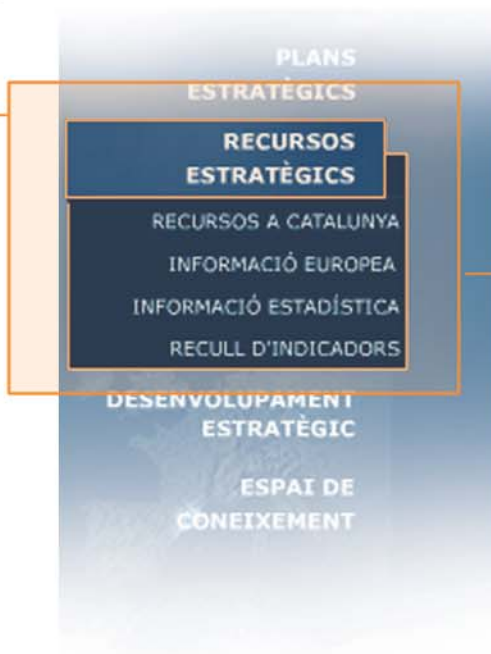 PLANS
ESTRATÈGICS
RECURSOS
ESTRATÈGICS
RECURSOS A CATALUNYA
INFORMACIÓ EUROPEA
INFORMACIÓ ESTADÍSTICA
RECULL D'INDICADORS
DESENVOLUPAMENT
ESTRATÈGIC
ESPAI DE
CONEIXEMENT